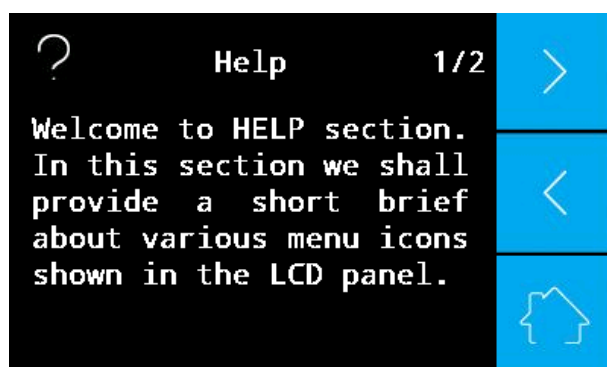 Help 1/2
Welcome to HELP section.
In this section we shall
provide a short brief
about various menu icons
shown in the LCD panel.